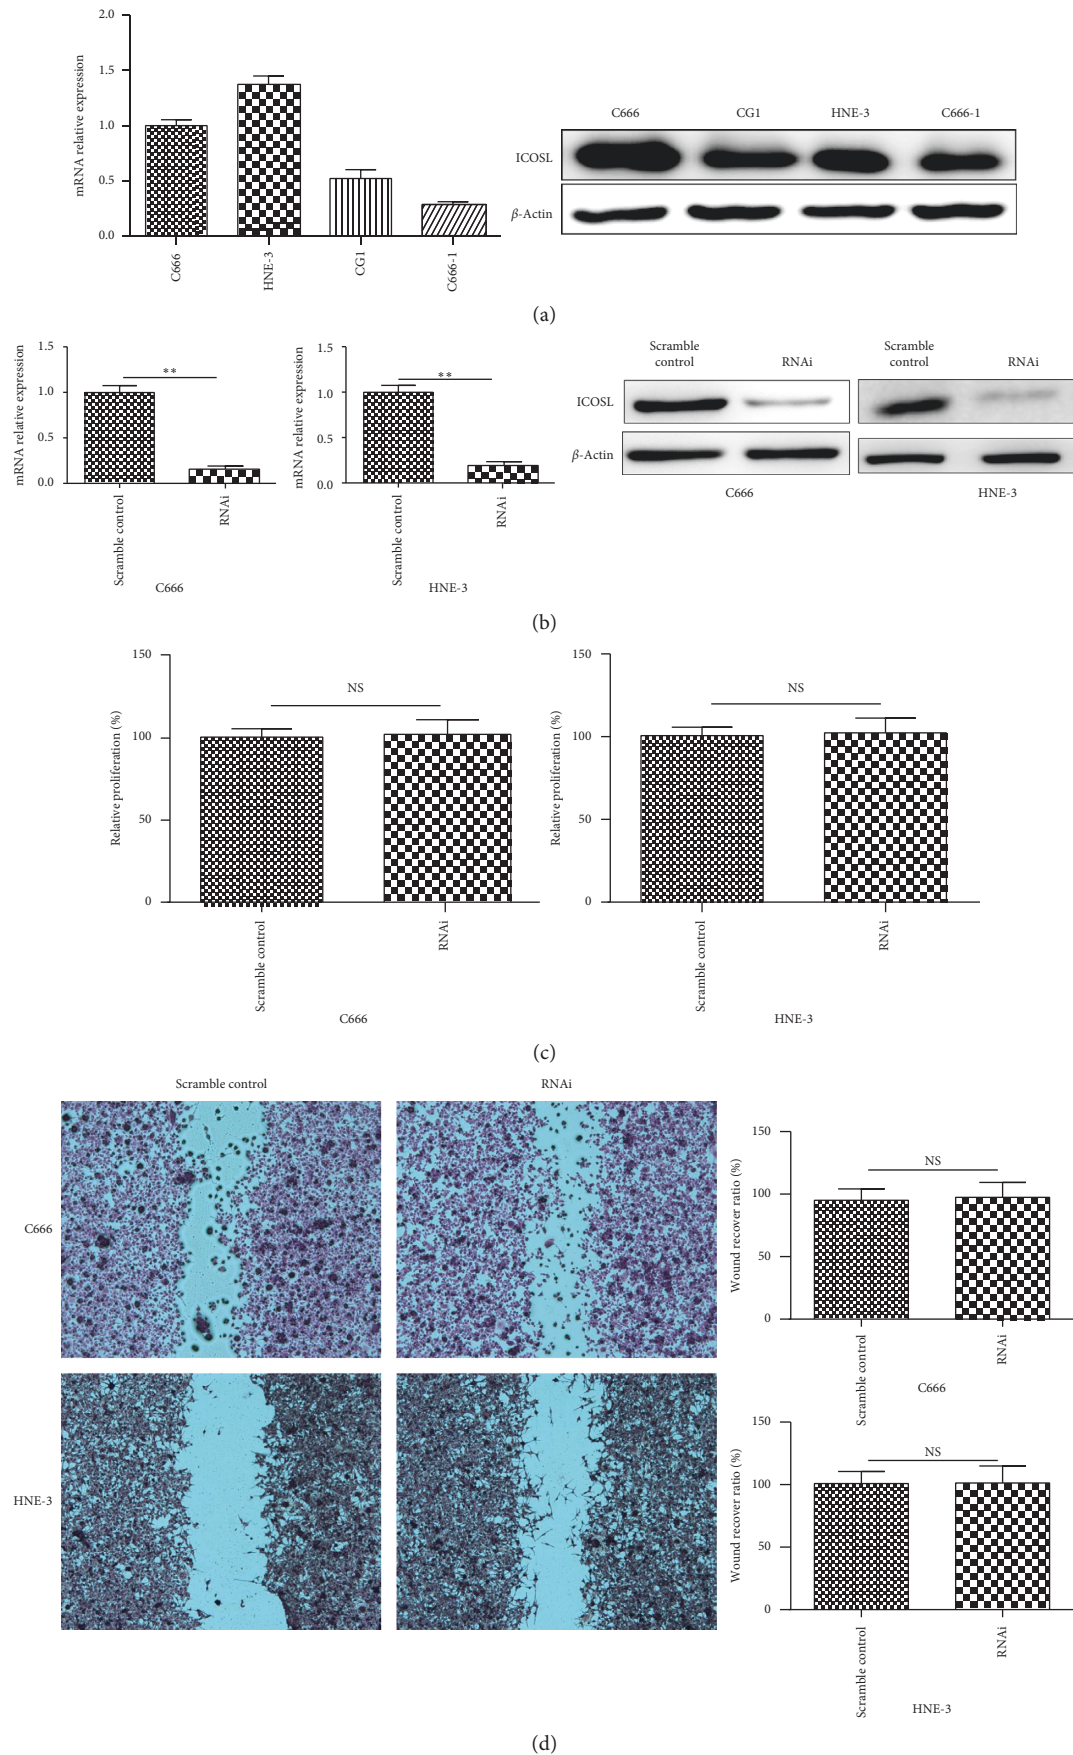 2.0
1.5
1.0
0.5
0.0
mRNA relative expression
C666
HNE-3
CG1
C666-1
C666 CG1 HNE-3 C666-1
ICOSL
β-Actin
(a)
1.5
1.0
0.5
0.0
mRNA relative expression
**
Scramble control
RNAi
C666
1.5
1.0
0.5
0.0
mRNA relative expression
**
Scramble control
RNAi
HNE-3
Scramble
control
RNAi
Scramble
control
RNAi
ICOSL
β-Actin
C666
HNE-3
(b)
150
100
50
0
Relative proliferation (%)
NS
Scramble control
RNAi
C666
150
100
50
0
Relative proliferation (%)
NS
Scramble control
RNAi
HNE-3
(c)
Scramble control RNAi
C666
HNE-3
150
100
50
0
Wound recover ratio (%)
NS
Scramble control
RNAi
C666
150
100
50
0
Wound recover ratio (%)
NS
Scramble control
RNAi
HNE-3
(d)